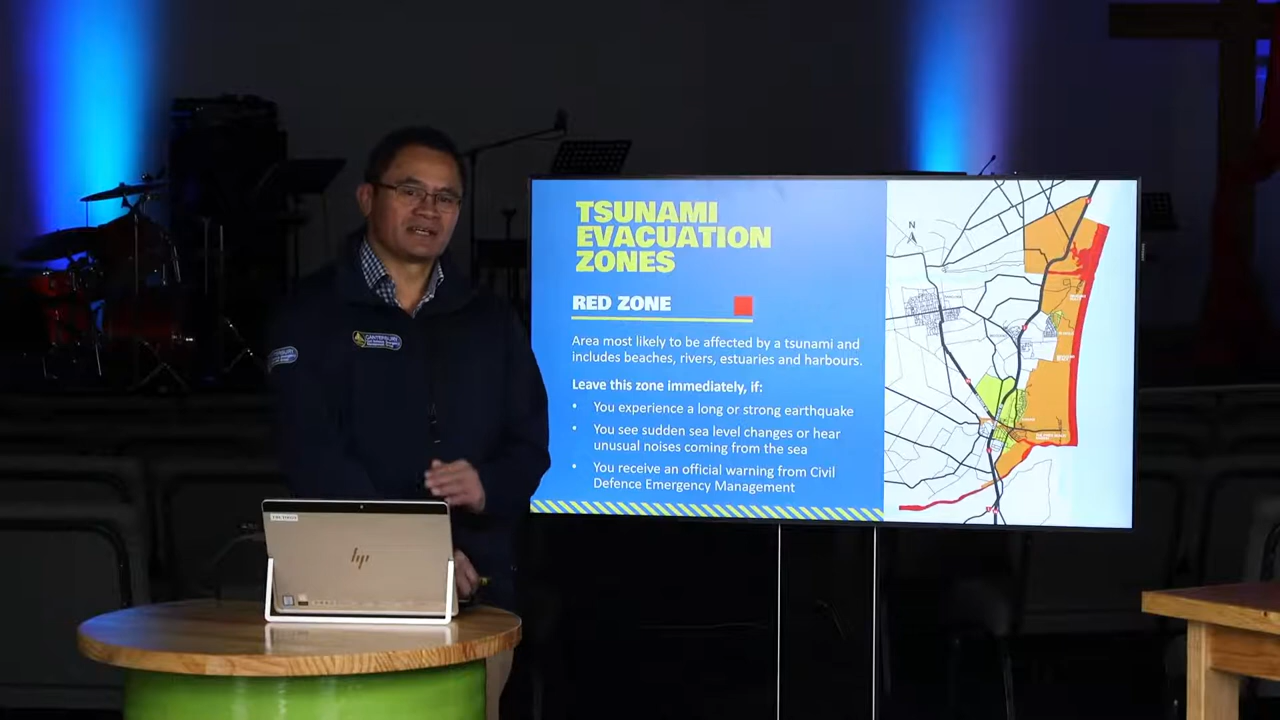 TSUNAMI
EVACUATION
ZONES
RED ZONE
Area most likely to be affected by a tsunami and
includes beaches, rivers, estuaries and harbours.
Leave this zone immediately, if:
• You experience a long or strong earthquake
• You see sudden sea level changes or hear
unusual noises coming from the sea
• You receive an official warning from Civil
Defence Emergency Management
N
CANTERBURY
hp